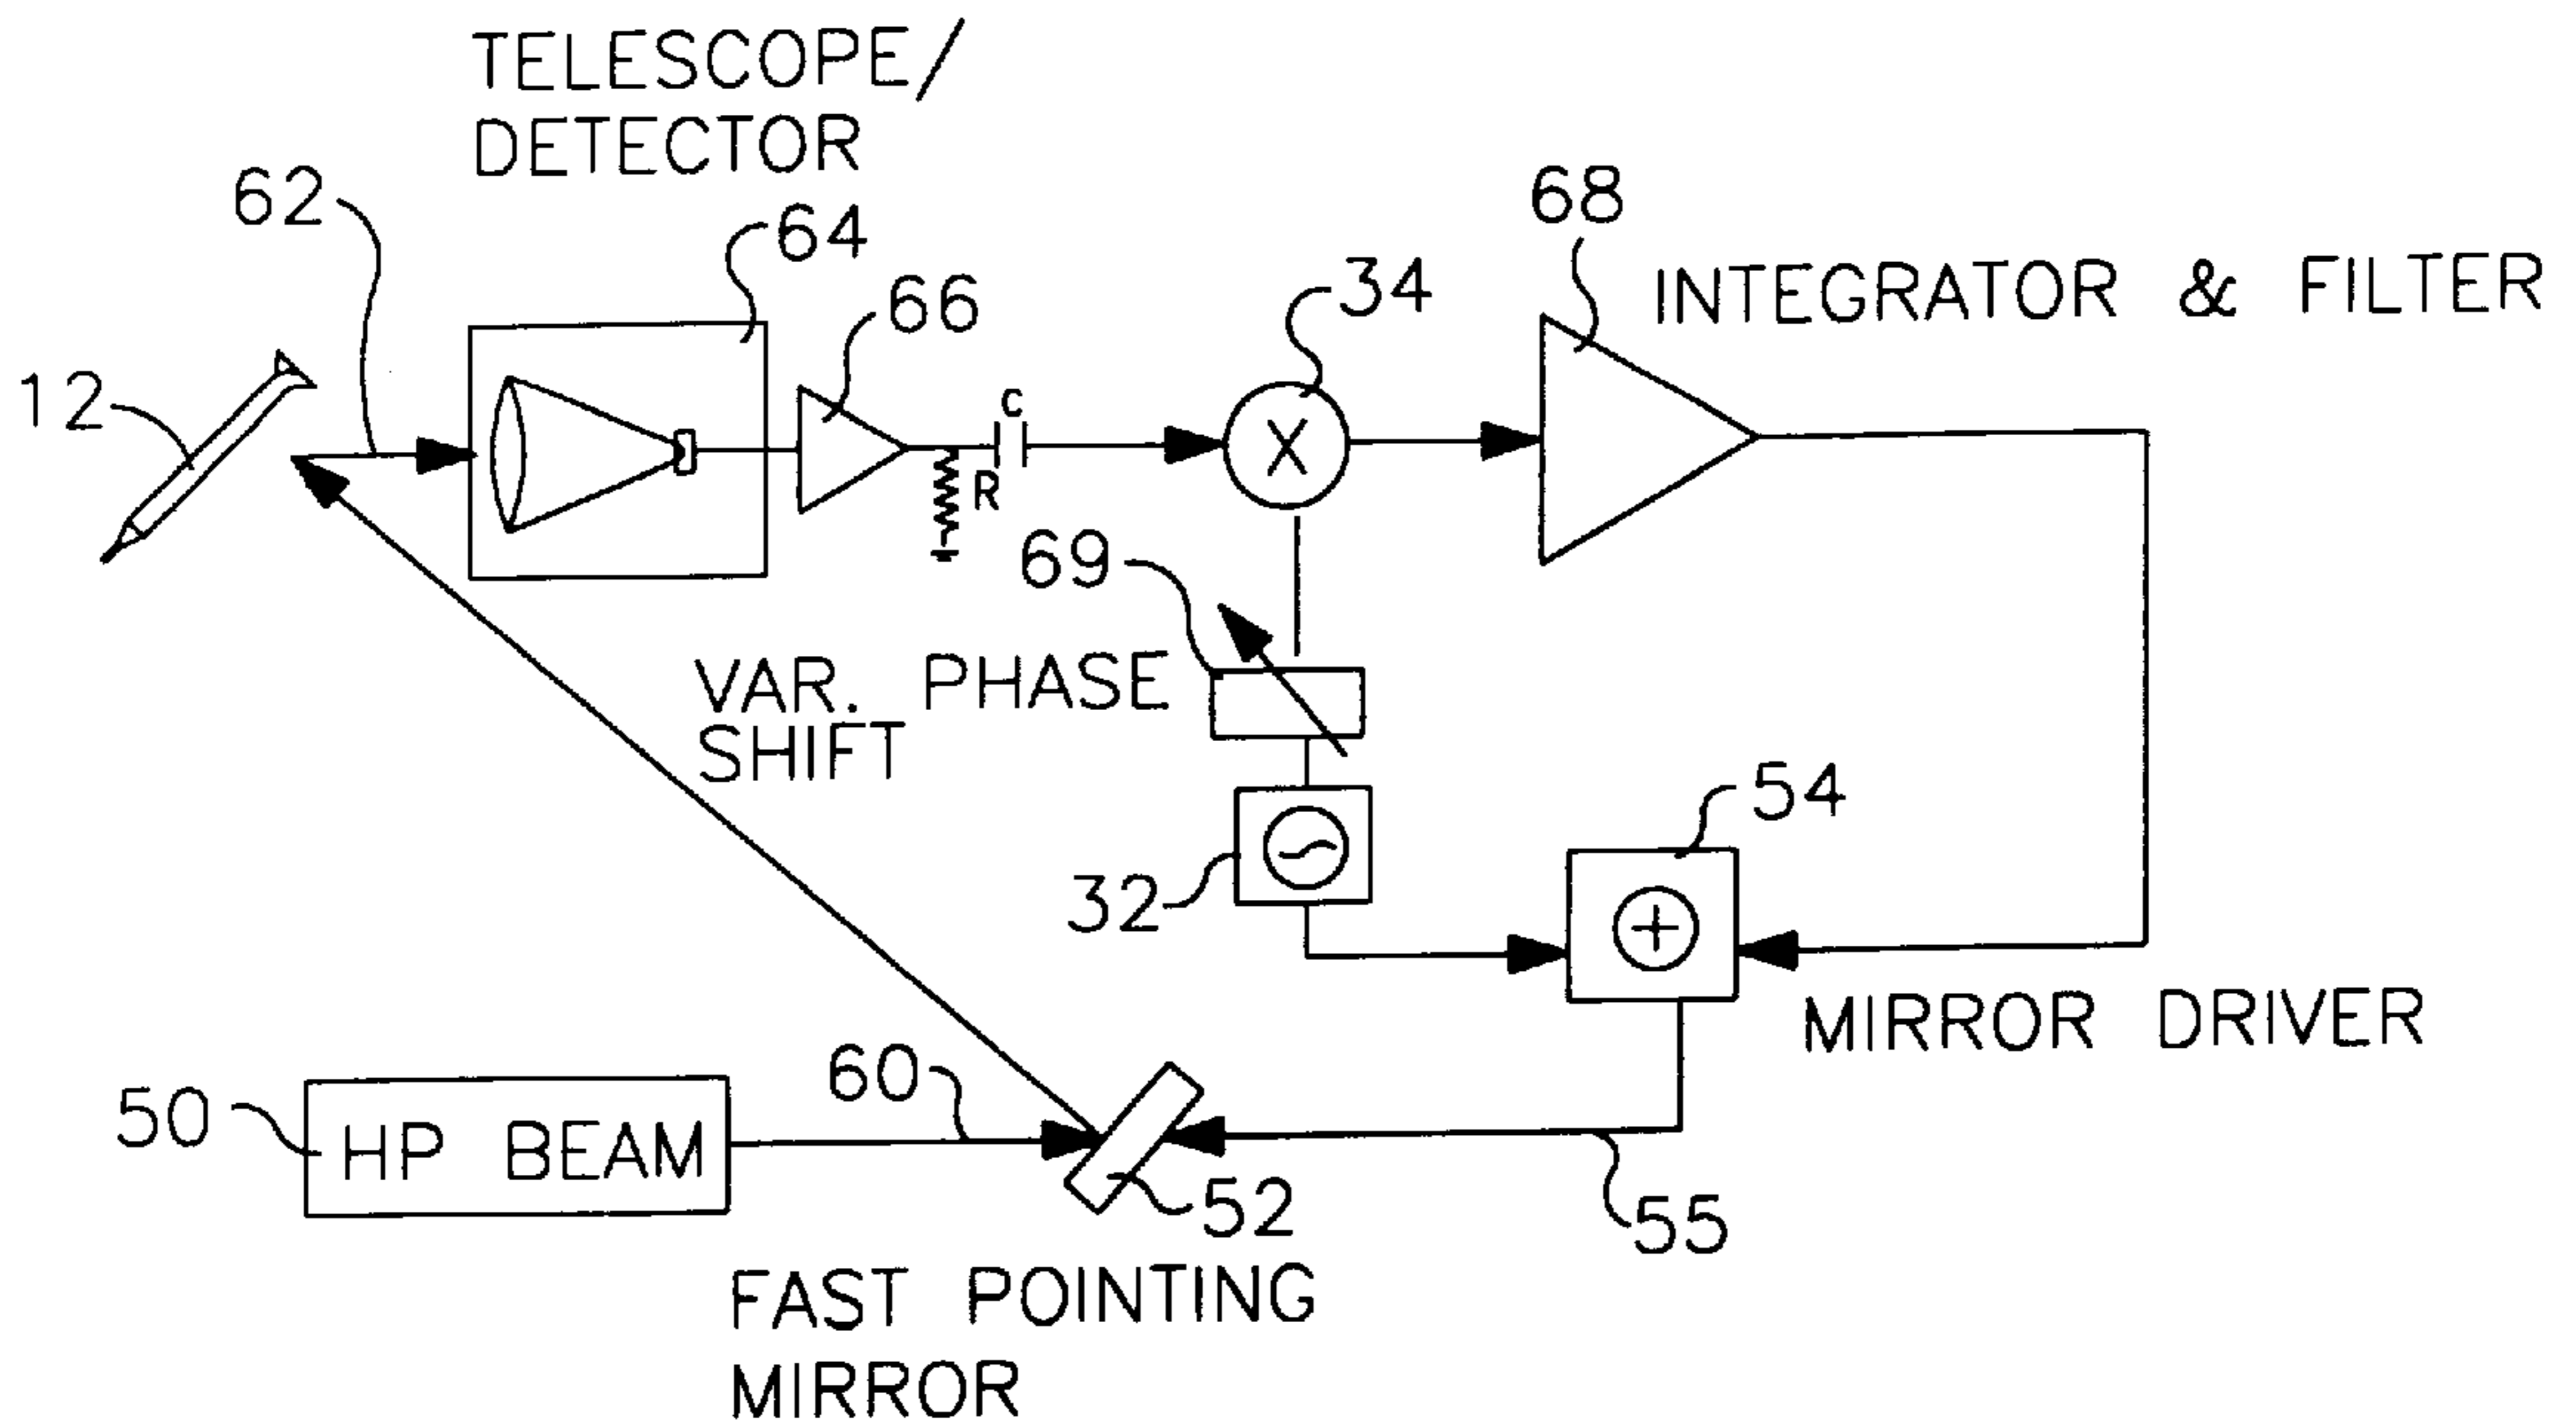 TELESCOPE/
DETECTOR
62
64
66
68
34
INTEGRATOR & FILTER
12
C
R
X
69
VAR. PHASE
SHIFT
54
32
+
MIRROR DRIVER
60
50
HP BEAM
52
55
FAST POINTING
MIRROR